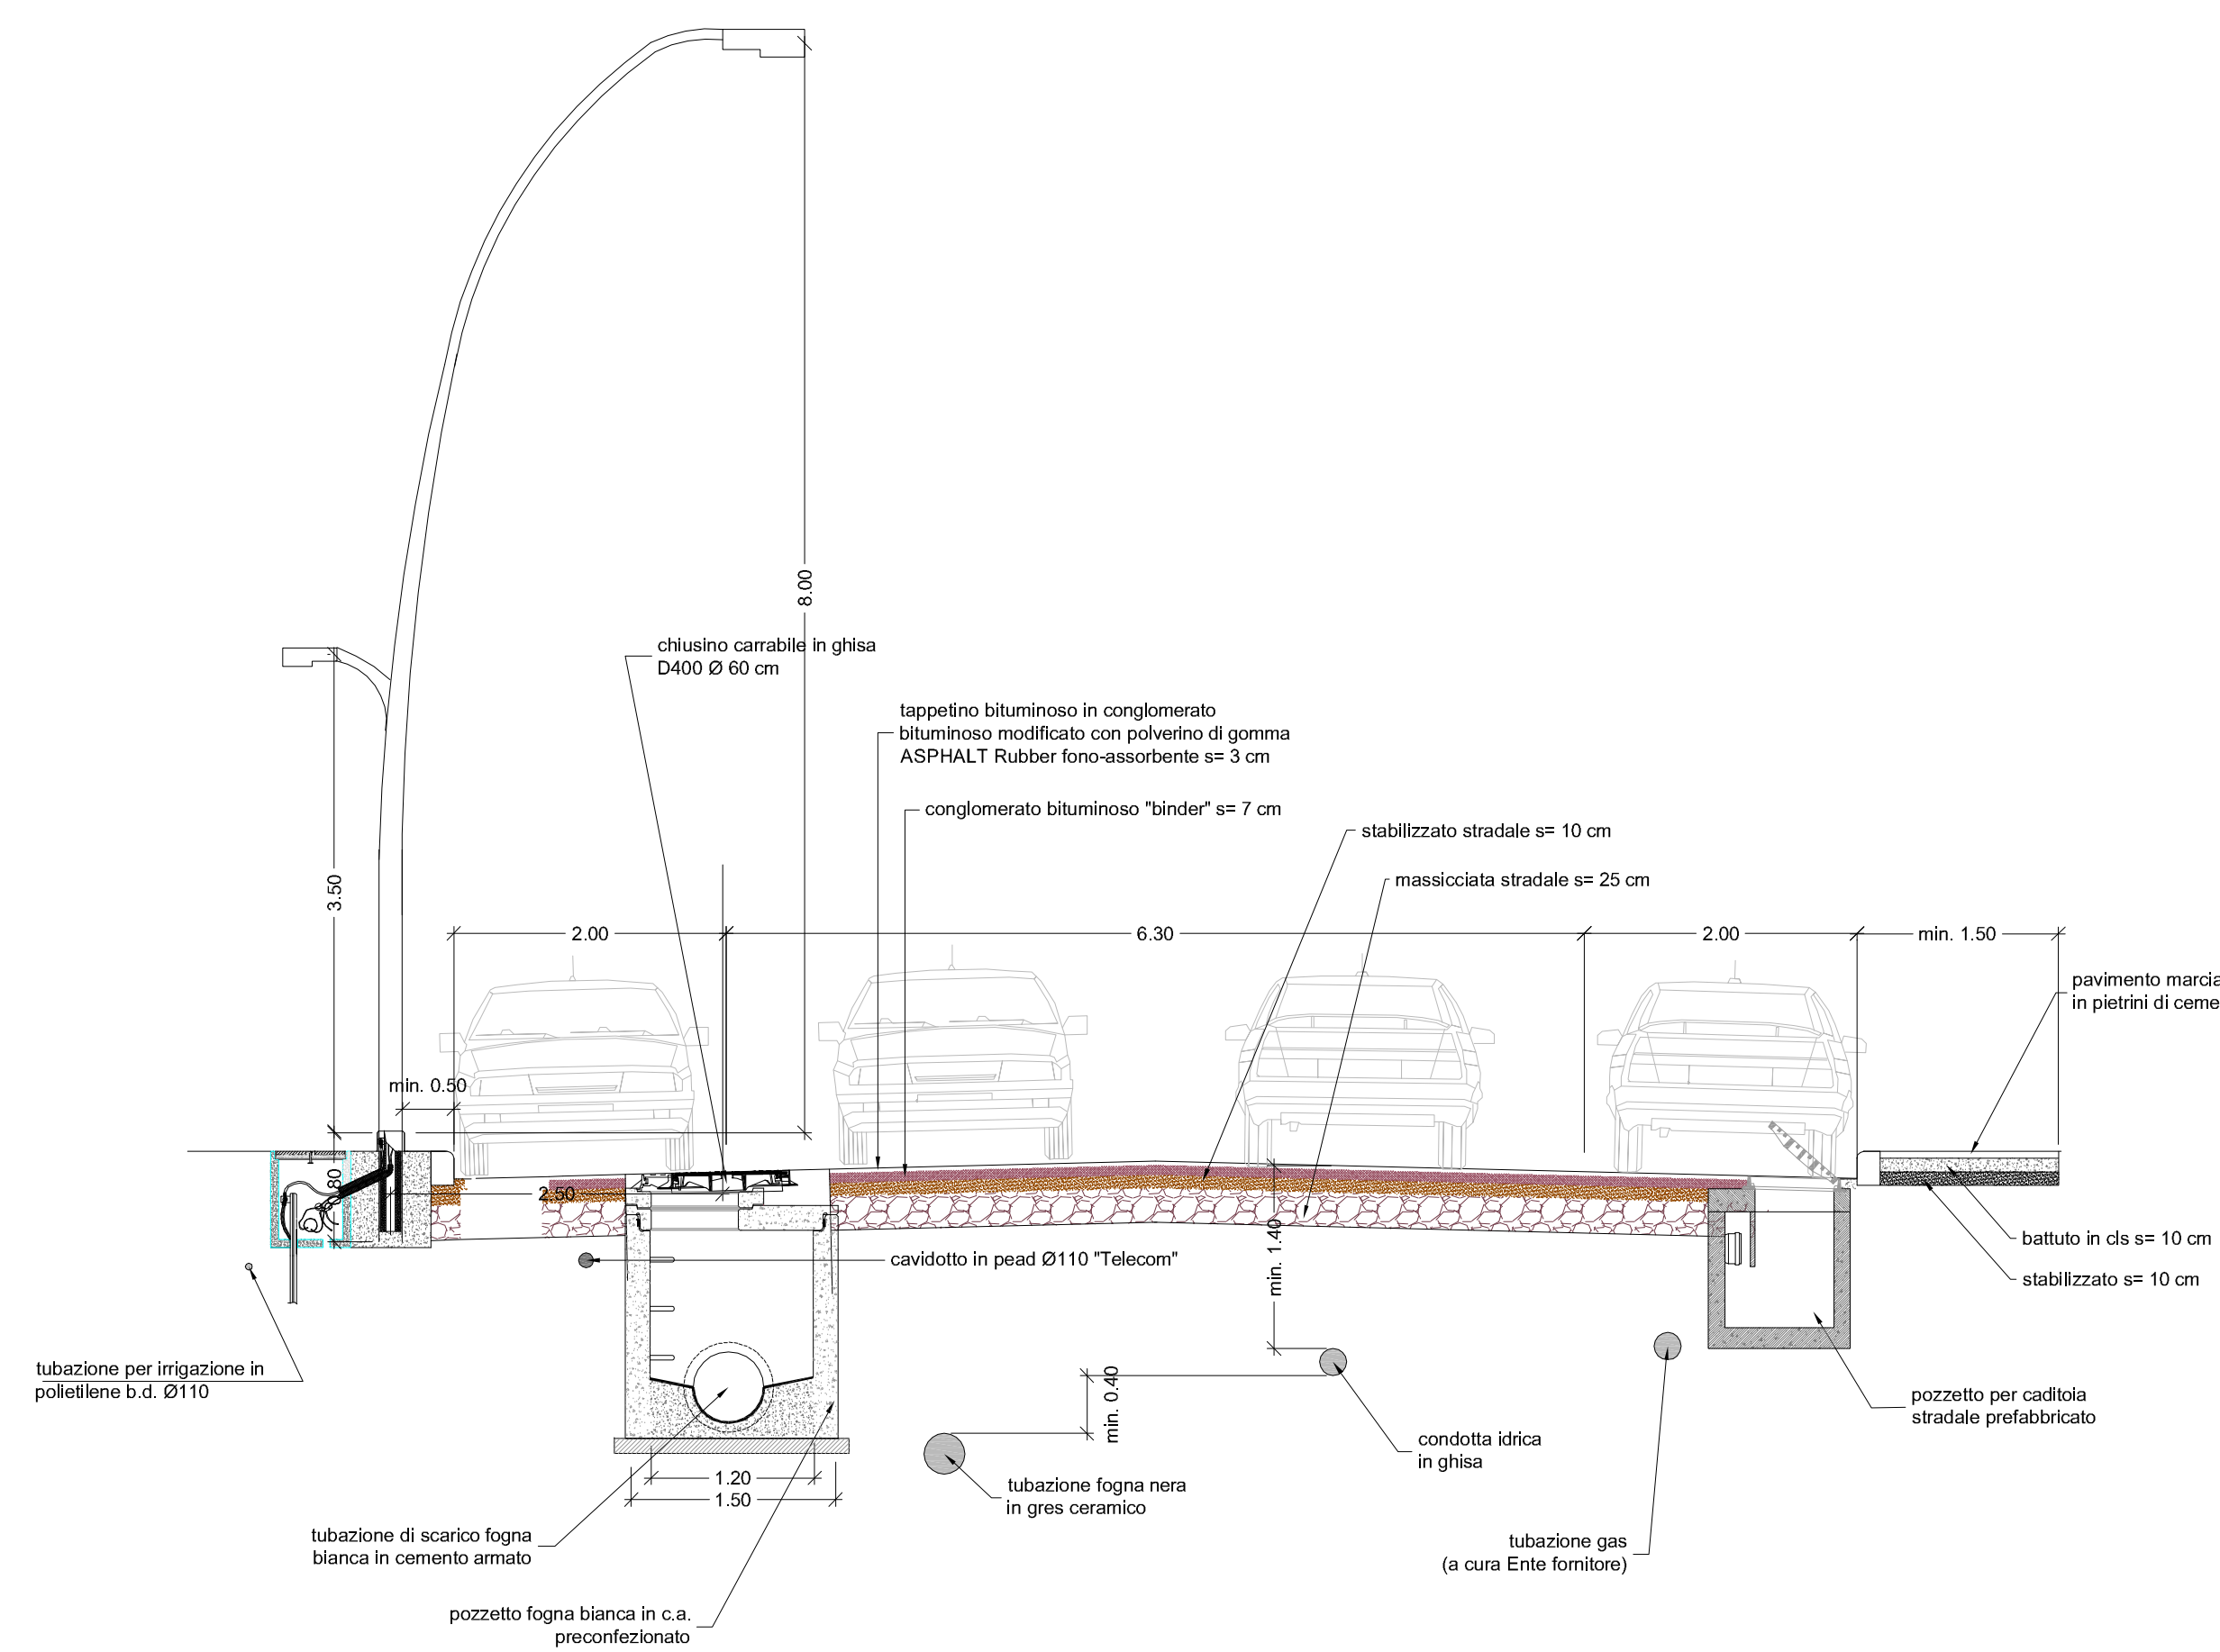 8.00
chiusino carrabile in ghisa
D400 Ø 60 cm
tappetino bituminoso in conglomerato
bituminoso modificato con polverino di gomma
ASPHALT Rubber fono-assorbente s= 3 cm
conglomerato bituminoso "binder" s= 7 cm
stabilizzato stradale s= 10 cm
massicciata stradale s= 25 cm
3.50
2.00
6.30
2.00
min. 1.50
pavimento marcia
in pietrini di ceme
min. 0.50
.80
2.50
min. 1.40
cavidotto in pead Ø110 "Telecom"
battuto in cls s= 10 cm
stabilizzato s= 10 cm
tubazione per irrigazione in
polietilene b.d. Ø110
min. 0.40
pozzetto per caditoia
stradale prefabbricato
condotta idrica
in ghisa
1.20
1.50
tubazione fogna nera
in gres ceramico
tubazione di scarico fogna
bianca in cemento armato
tubazione gas
(a cura Ente fornitore)
pozzetto fogna bianca in c.a.
preconfezionato